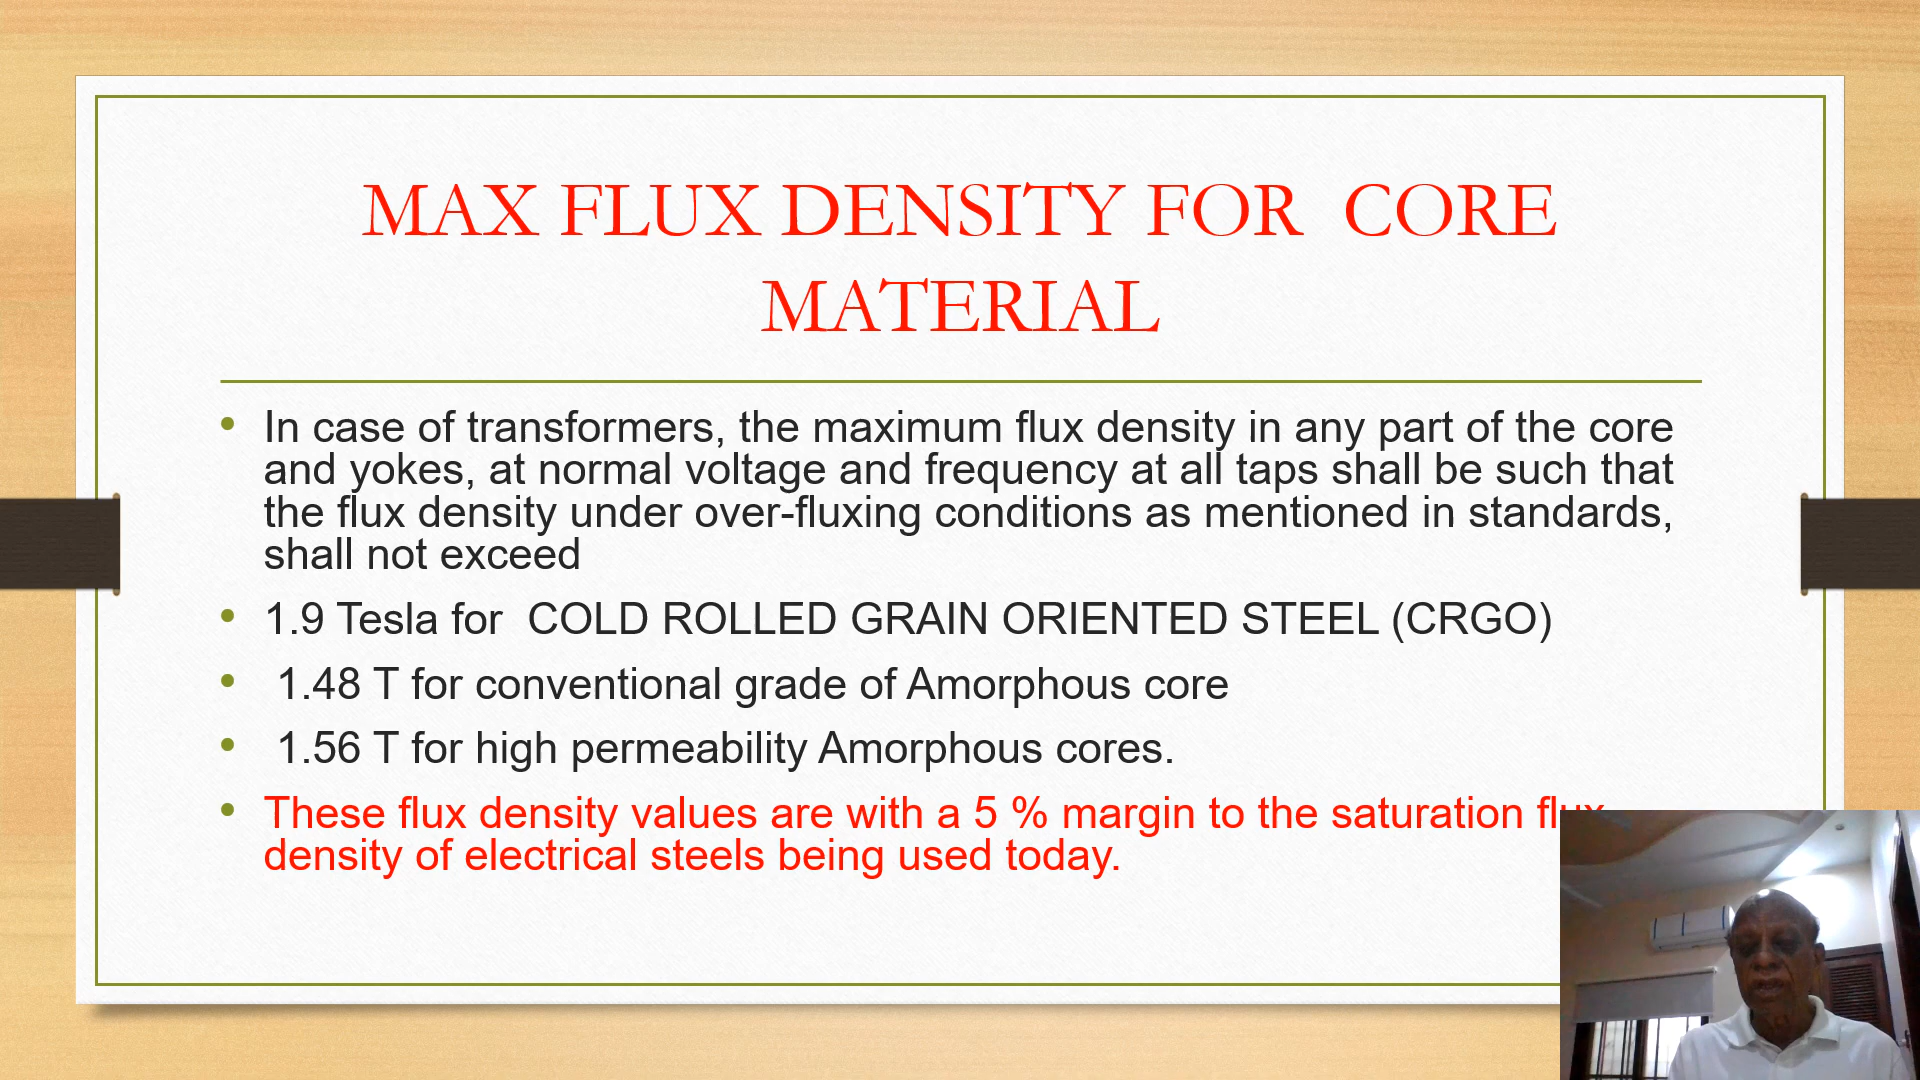 MAX FLUX DENSITY FOR CORE
MATERIAL
• In case of transformers, the maximum flux density in any part of the core
and yokes, at normal voltage and frequency at all taps shall be such that
the flux density under over-fluxing conditions as mentioned in standards,
shall not exceed
• 1.9 Tesla for COLD ROLLED GRAIN ORIENTED STEEL (CRGO)
• 1.48 T for conventional grade of Amorphous core
• 1.56 T for high permeability Amorphous cores.
• These flux density values are with a 5 % margin to the saturation flux
density of electrical steels being used today.